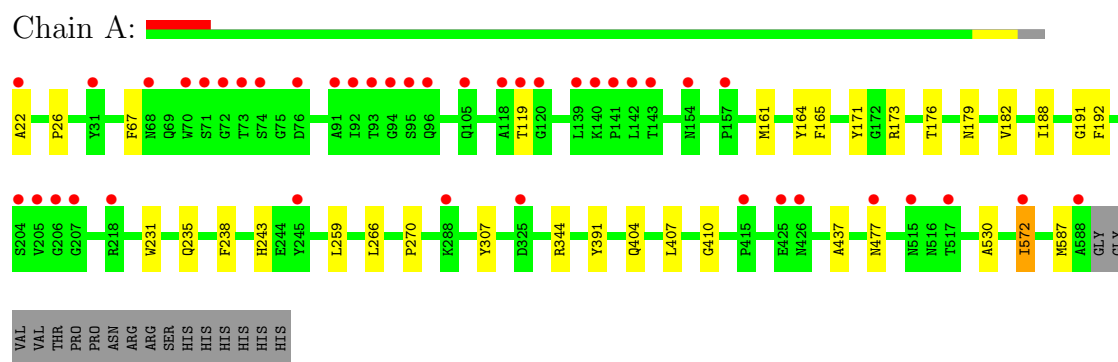 Chain A:
A22 P26 Y31 F67 N68 Q69 W70 S71 G72 T73 S74 G75 D76 A91 I92 T93 G94 S95 Q96 Q105 A118 T119 G120 L139 K140 P141 L142 T143 N154 P157 M161 Y164 F165 Y171 G172 R173 T176 N179 V182 I188 G191 F192
S204 V205 G206 G207 R218 W231 Q235 F238 H243 E244 Y245 L259 L266 P270 K288 Y307 D325 R344 Y391 Q404 L407 G410 P415 E425 N426 A437 N477 N515 N516 T517 A530 I572 M587 A588 GLY GLY
VAL VAL THR PRO PRO ASN ARG ARG SER HIS HIS HIS HIS HIS HIS